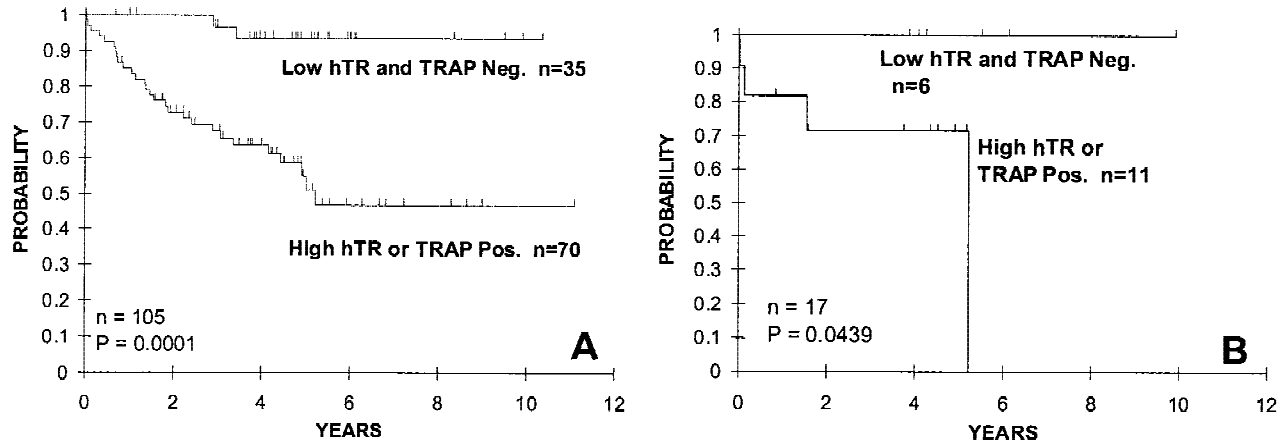 PROBABILITY
1
0.9
0.8
0.7
0.6
0.5
0.4
0.3
0.2
0.1
0
Low hTR and TRAP Neg. n=35
High hTR or TRAP Pos. n=70
n = 105
P = 0.0001
A
0 2 4 6 8 10 12
YEARS
PROBABILITY
1
0.9
0.8
0.7
0.6
0.5
0.4
0.3
0.2
0.1
0
Low hTR and TRAP Neg.
n=6
High hTR or
TRAP Pos. n=11
n = 17
P = 0.0439
B
0 2 4 6 8 10 12
YEARS